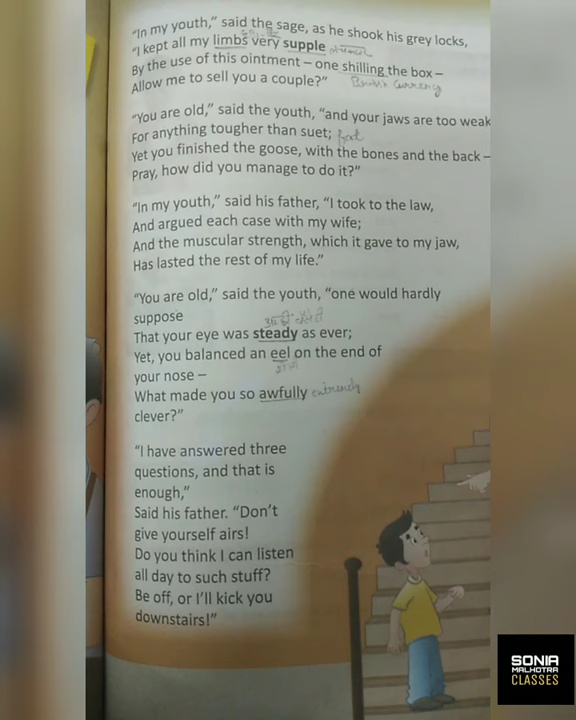 "In my youth," said the sage, as he shook his grey locks,
"I kept all my limbs very supple
By the use of this ointment – one shilling the box –
Allow me to sell you a couple?" British Currency
"You are old," said the youth, "and your jaws are too weak
For anything tougher than suet; fat
Yet you finished the goose, with the bones and the back –
Pray, how did you manage to do it?"
"In my youth," said his father, "I took to the law,
And argued each case with my wife;
And the muscular strength, which it gave to my jaw,
Has lasted the rest of my life."
"You are old," said the youth, "one would hardly
suppose
That your eye was steady as ever;
Yet, you balanced an eel on the end of
your nose –
What made you so awfully extremely
clever?"
"I have answered three
questions, and that is
enough,"
Said his father. "Don't
give yourself airs!
Do you think I can listen
all day to such stuff?
Be off, or I'll kick you
downstairs!"
SONIA
MALHOTRA
CLASSES